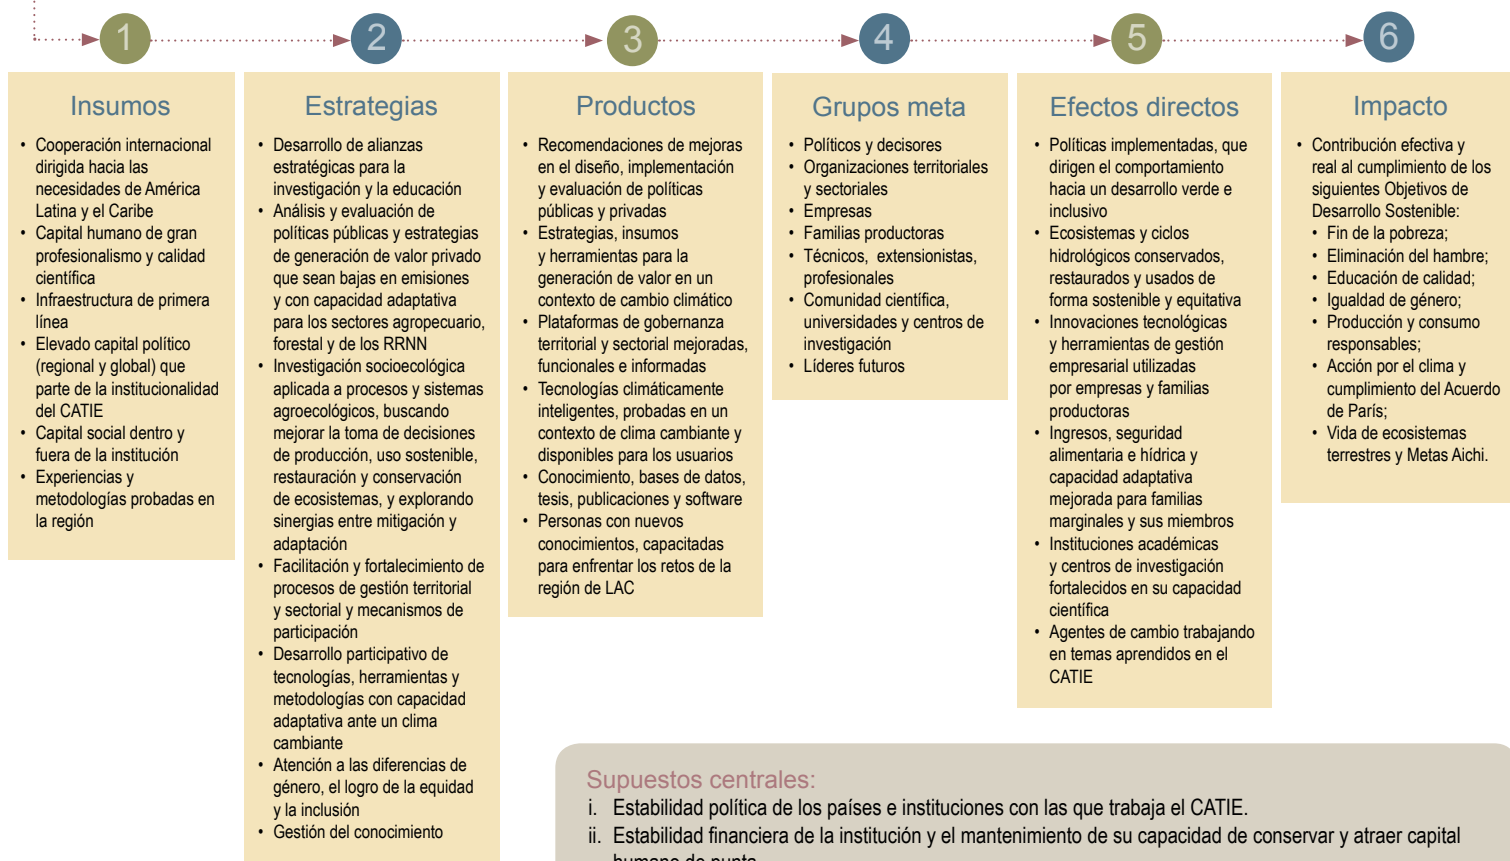 1
2
3
4
5
6
Insumos
• Cooperación internacional
dirigida hacia las
necesidades de América
Latina y el Caribe
• Capital humano de gran
profesionalismo y calidad
científica
• Infraestructura de primera
línea
• Elevado capital político
(regional y global) que
parte de la institucionalidad
del CATIE
• Capital social dentro y
fuera de la institución
• Experiencias y
metodologías probadas en
la región
Estrategias
• Desarrollo de alianzas
estratégicas para la
investigación y la educación
• Análisis y evaluación de
políticas públicas y estrategias
de generación de valor privado
que sean bajas en emisiones
y con capacidad adaptativa
para los sectores agropecuario,
forestal y de los RRNN
• Investigación socioecológica
aplicada a procesos y sistemas
agroecológicos, buscando
mejorar la toma de decisiones
de producción, uso sostenible,
restauración y conservación
de ecosistemas, y explorando
sinergias entre mitigación y
adaptación
• Facilitación y fortalecimiento de
procesos de gestión territorial
y sectorial y mecanismos de
participación
• Desarrollo participativo de
tecnologías, herramientas y
metodologías con capacidad
adaptativa ante un clima
cambiante
• Atención a las diferencias de
género, el logro de la equidad
y la inclusión
• Gestión del conocimiento
Productos
• Recomendaciones de mejoras
en el diseño, implementación
y evaluación de políticas
públicas y privadas
• Estrategias, insumos
y herramientas para la
generación de valor en un
contexto de cambio climático
• Plataformas de gobernanza
territorial y sectorial mejoradas,
funcionales e informadas
• Tecnologías climáticamente
inteligentes, probadas en un
contexto de clima cambiante y
disponibles para los usuarios
• Conocimiento, bases de datos,
tesis, publicaciones y software
• Personas con nuevos
conocimientos, capacitadas
para enfrentar los retos de la
región de LAC
Grupos meta
• Políticos y decisores
• Organizaciones territoriales
y sectoriales
• Empresas
• Familias productoras
• Técnicos, extensionistas,
profesionales
• Comunidad científica,
universidades y centros de
investigación
• Líderes futuros
Efectos directos
• Políticas implementadas, que
dirigen el comportamiento
hacia un desarrollo verde e
inclusivo
• Ecosistemas y ciclos
hidrológicos conservados,
restaurados y usados de
forma sostenible y equitativa
• Innovaciones tecnológicas
y herramientas de gestión
empresarial utilizadas
por empresas y familias
productoras
• Ingresos, seguridad
alimentaria e hídrica y
capacidad adaptativa
mejorada para familias
marginales y sus miembros
• Instituciones académicas
y centros de investigación
fortalecidos en su capacidad
científica
• Agentes de cambio trabajando
en temas aprendidos en el
CATIE
Impacto
• Contribución efectiva y
real al cumplimiento de los
siguientes Objetivos de
Desarrollo Sostenible:
• Fin de la pobreza;
• Eliminación del hambre;
• Educación de calidad;
• Igualdad de género;
• Producción y consumo
responsables;
• Acción por el clima y
cumplimiento del Acuerdo
de París;
• Vida de ecosistemas
terrestres y Metas Aichi.
Supuestos centrales:
i. Estabilidad política de los países e instituciones con las que trabaja el CATIE.
ii. Estabilidad financiera de la institución y el mantenimiento de su capacidad de conservar y atraer capital
humano de punta